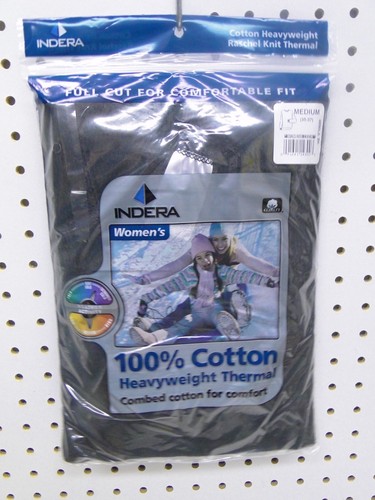 INDERA
Cotton Heavyweight
Ratchel Knit Thermal
FULL CUT FOR COMFORTABLE FIT
MEDIUM
INDERA
Women's
100% Cotton
Heavyweight Thermal
Combed cotton for comfort